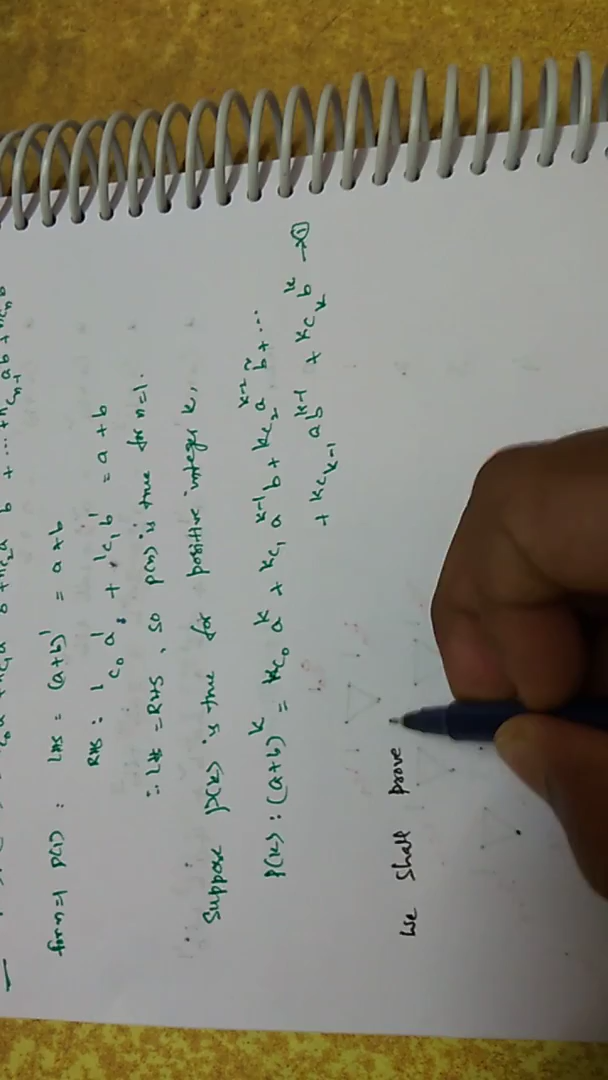 for n=1 P(1) : LHS = (a+b)¹ = a+b
RHS : ¹C₀ a¹ + ¹C₁ b¹ = a+b
∴ LHS = RHS, so P(n) is true for n=1.
Suppose P(k) is true for positive integer k,
P(k) : (a+b)ᵏ = kC₀ aᵏ + kC₁ aᵏ⁻¹ b + kC₂ aᵏ⁻² b² + ...
+ kCₖ₋₁ abᵏ⁻¹ + kCₖ bᵏ → ①
We shall prove